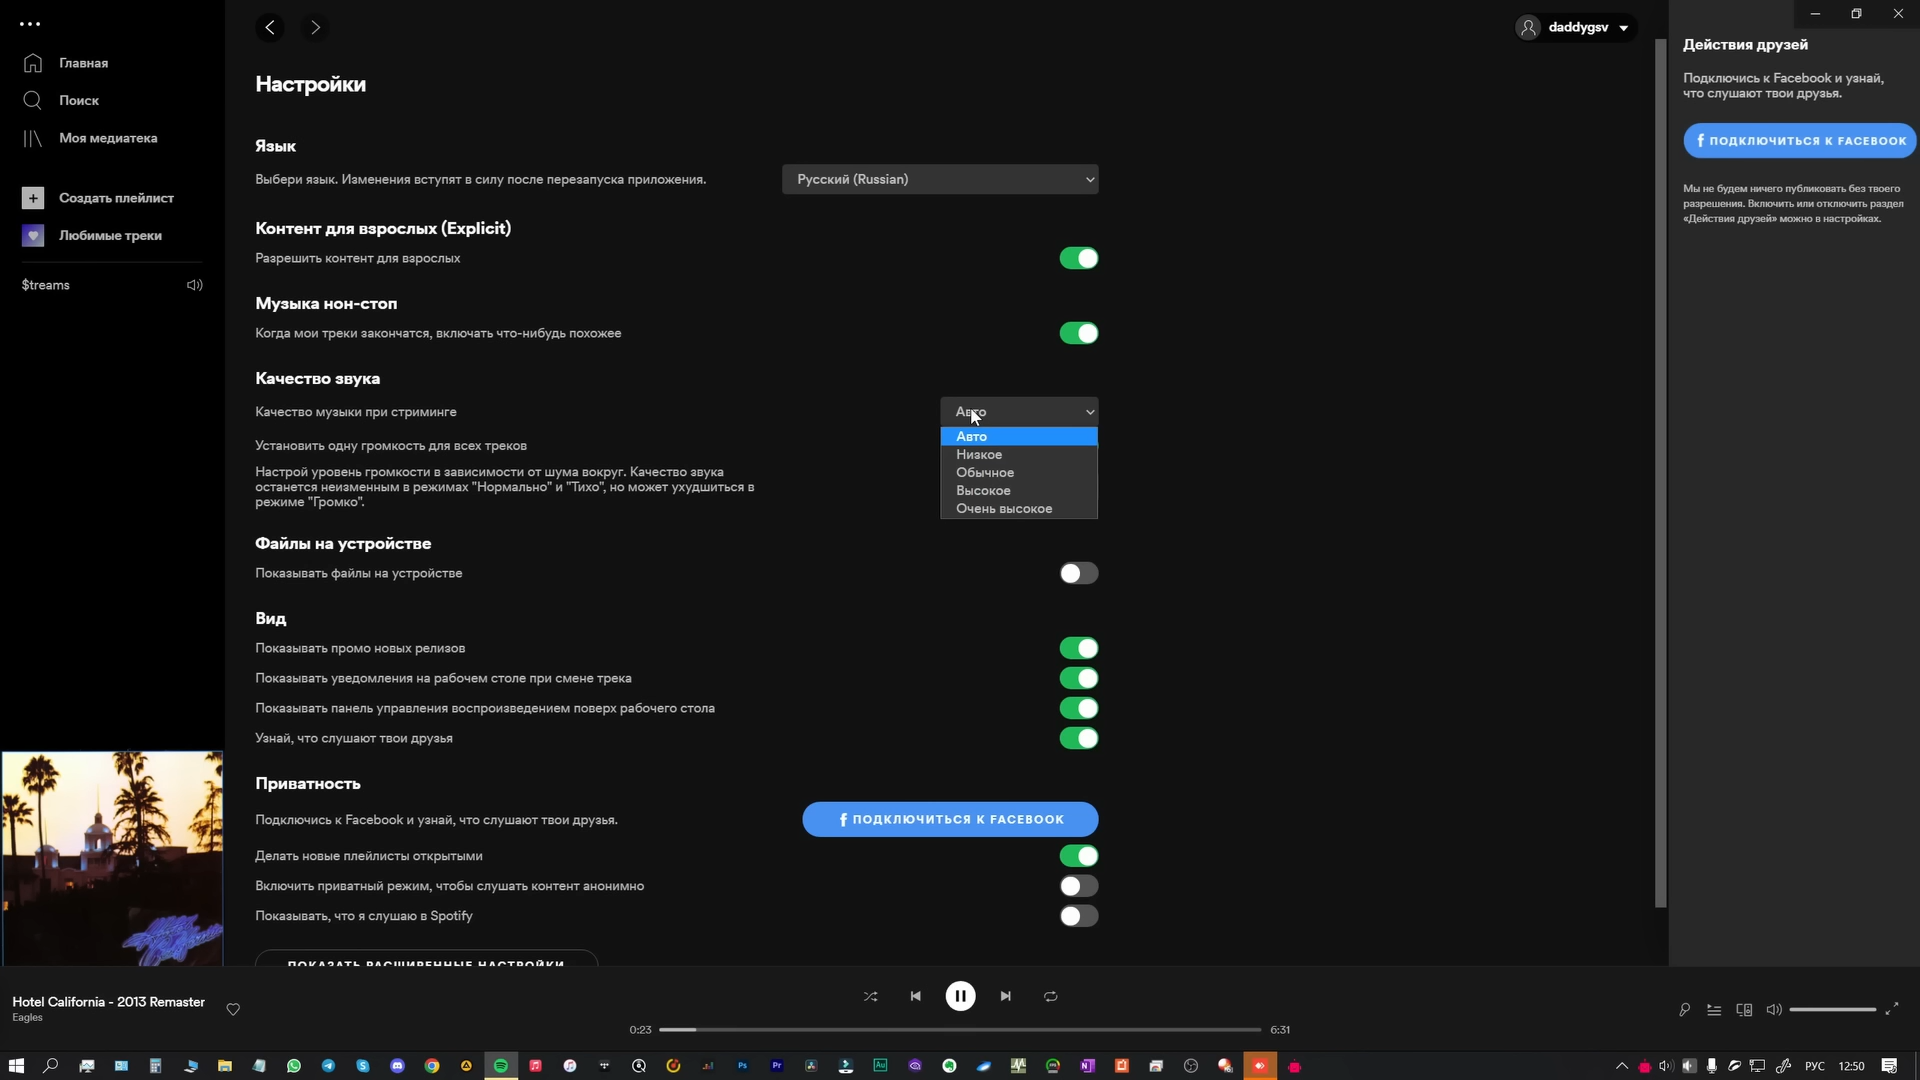 Главная
Поиск
Моя медиатека
Создать плейлист
Любимые треки
$treams
Hotel California - 2013 Remaster
Eagles
daddygsv
Настройки
Язык
Выбери язык. Изменения вступят в силу после перезапуска приложения.
Русский (Russian)
Контент для взрослых (Explicit)
Разрешить контент для взрослых
Музыка нон-стоп
Когда мои треки закончатся, включать что-нибудь похожее
Качество звука
Качество музыки при стриминге
Авто
Авто
Низкое
Обычное
Высокое
Очень высокое
Установить одну громкость для всех треков
Настрой уровень громкости в зависимости от шума вокруг. Качество звука
останется неизменным в режимах "Нормально" и "Тихо", но может ухудшиться в
режиме "Громко".
Файлы на устройстве
Показывать файлы на устройстве
Вид
Показывать промо новых релизов
Показывать уведомления на рабочем столе при смене трека
Показывать панель управления воспроизведением поверх рабочего стола
Узнай, что слушают твои друзья
Приватность
Подключись к Facebook и узнай, что слушают твои друзья.
ПОДКЛЮЧИТЬСЯ К FACEBOOK
Делать новые плейлисты открытыми
Включить приватный режим, чтобы слушать контент анонимно
Показывать, что я слушаю в Spotify
ПОКАЗАТЬ РАСШИРЕННЫЕ НАСТРОЙКИ
Действия друзей
Подключись к Facebook и узнай,
что слушают твои друзья.
ПОДКЛЮЧИТЬСЯ К FACEBOOK
Мы не будем ничего публиковать без твоего
разрешения. Включить или отключить раздел
«Действия друзей» можно в настройках.
0:23
6:31
Ps
Pr
Au
РУС
12:50